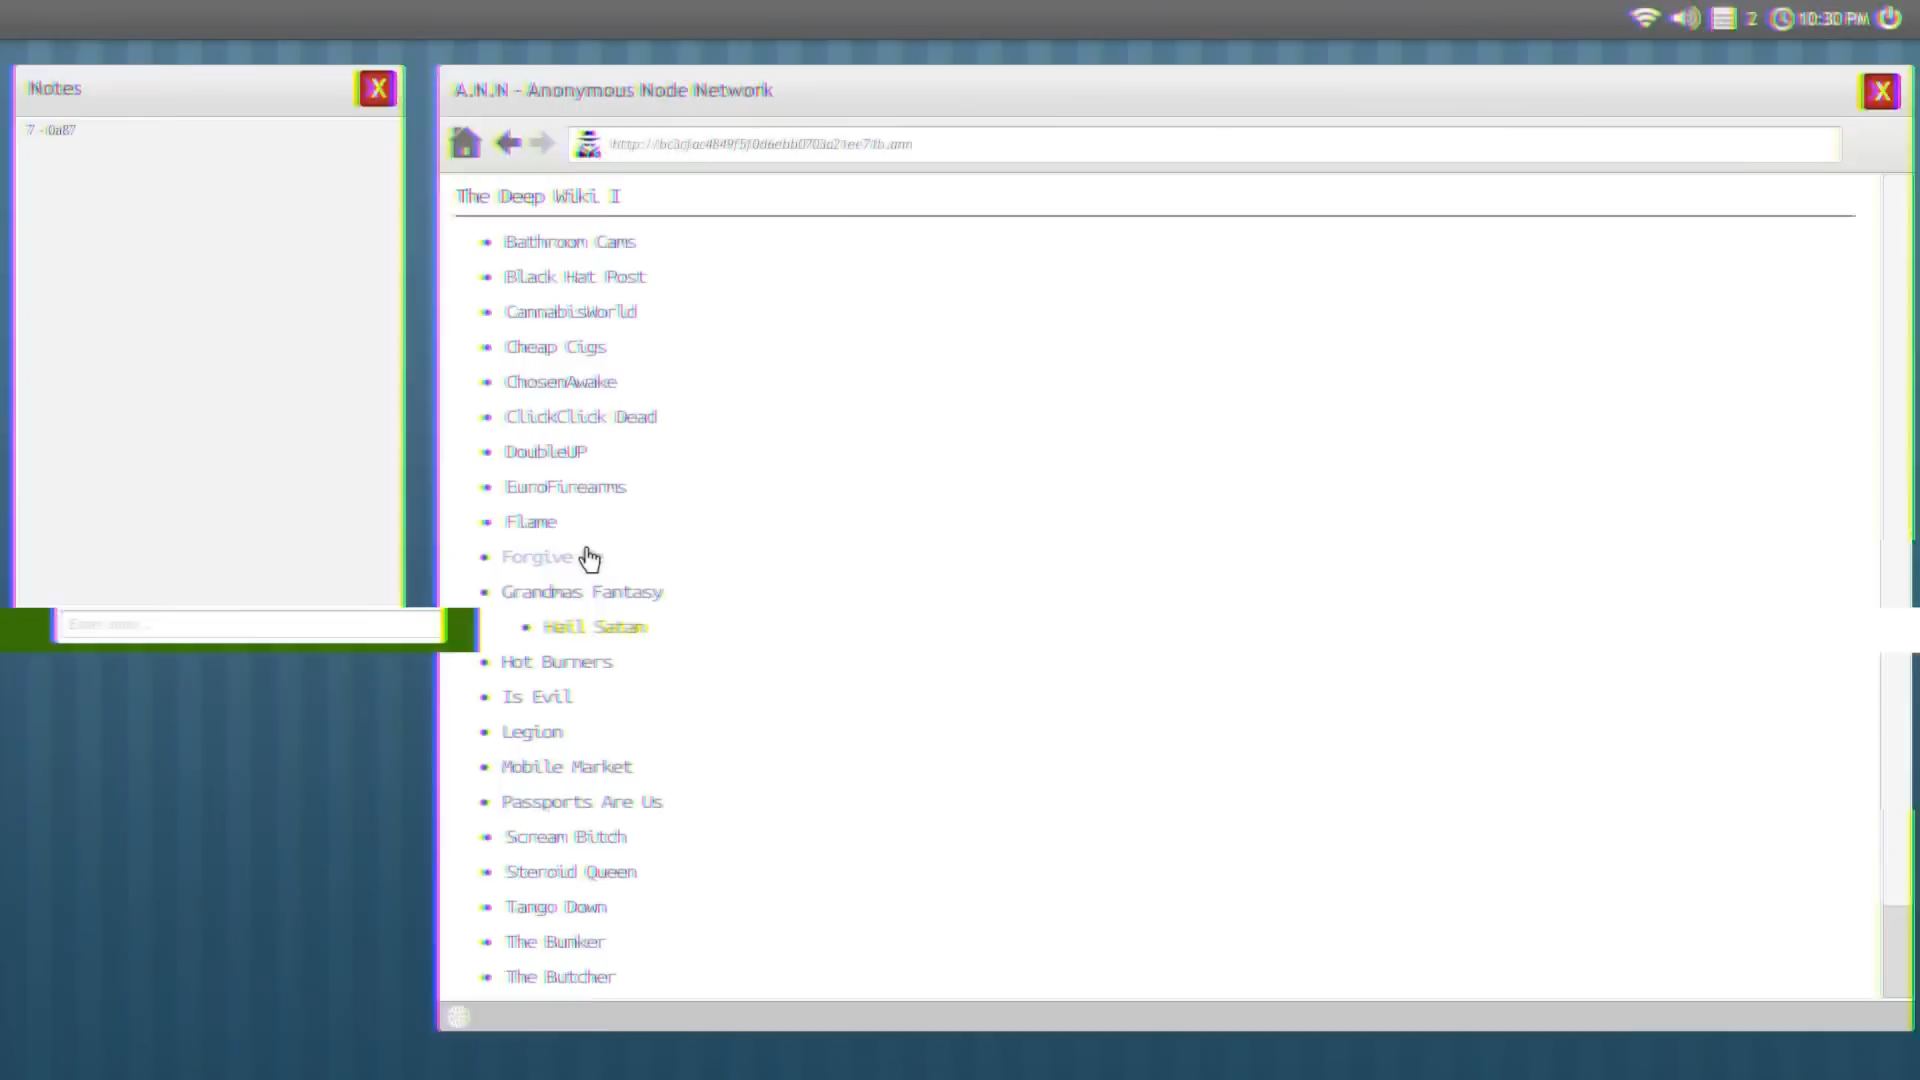 2 10:30 PM
Notes
X
7 - 0a87
A.N.N - Anonymous Node Network
X
The Deep Wiki I
Bathroom Cams
Black Hat Post
CannabisWorld
Cheap Cigs
ChosenAwake
ClickClick Dead
DoubleUP
EuroFirearms
Flame
Forgive
Grandmas Fantasy
Hail Satan
Hot Burners
Is Evil
Legion
Mobile Market
Passports Are Us
Scream Bitch
Steroid Queen
Tango Down
The Bunker
The Butcher